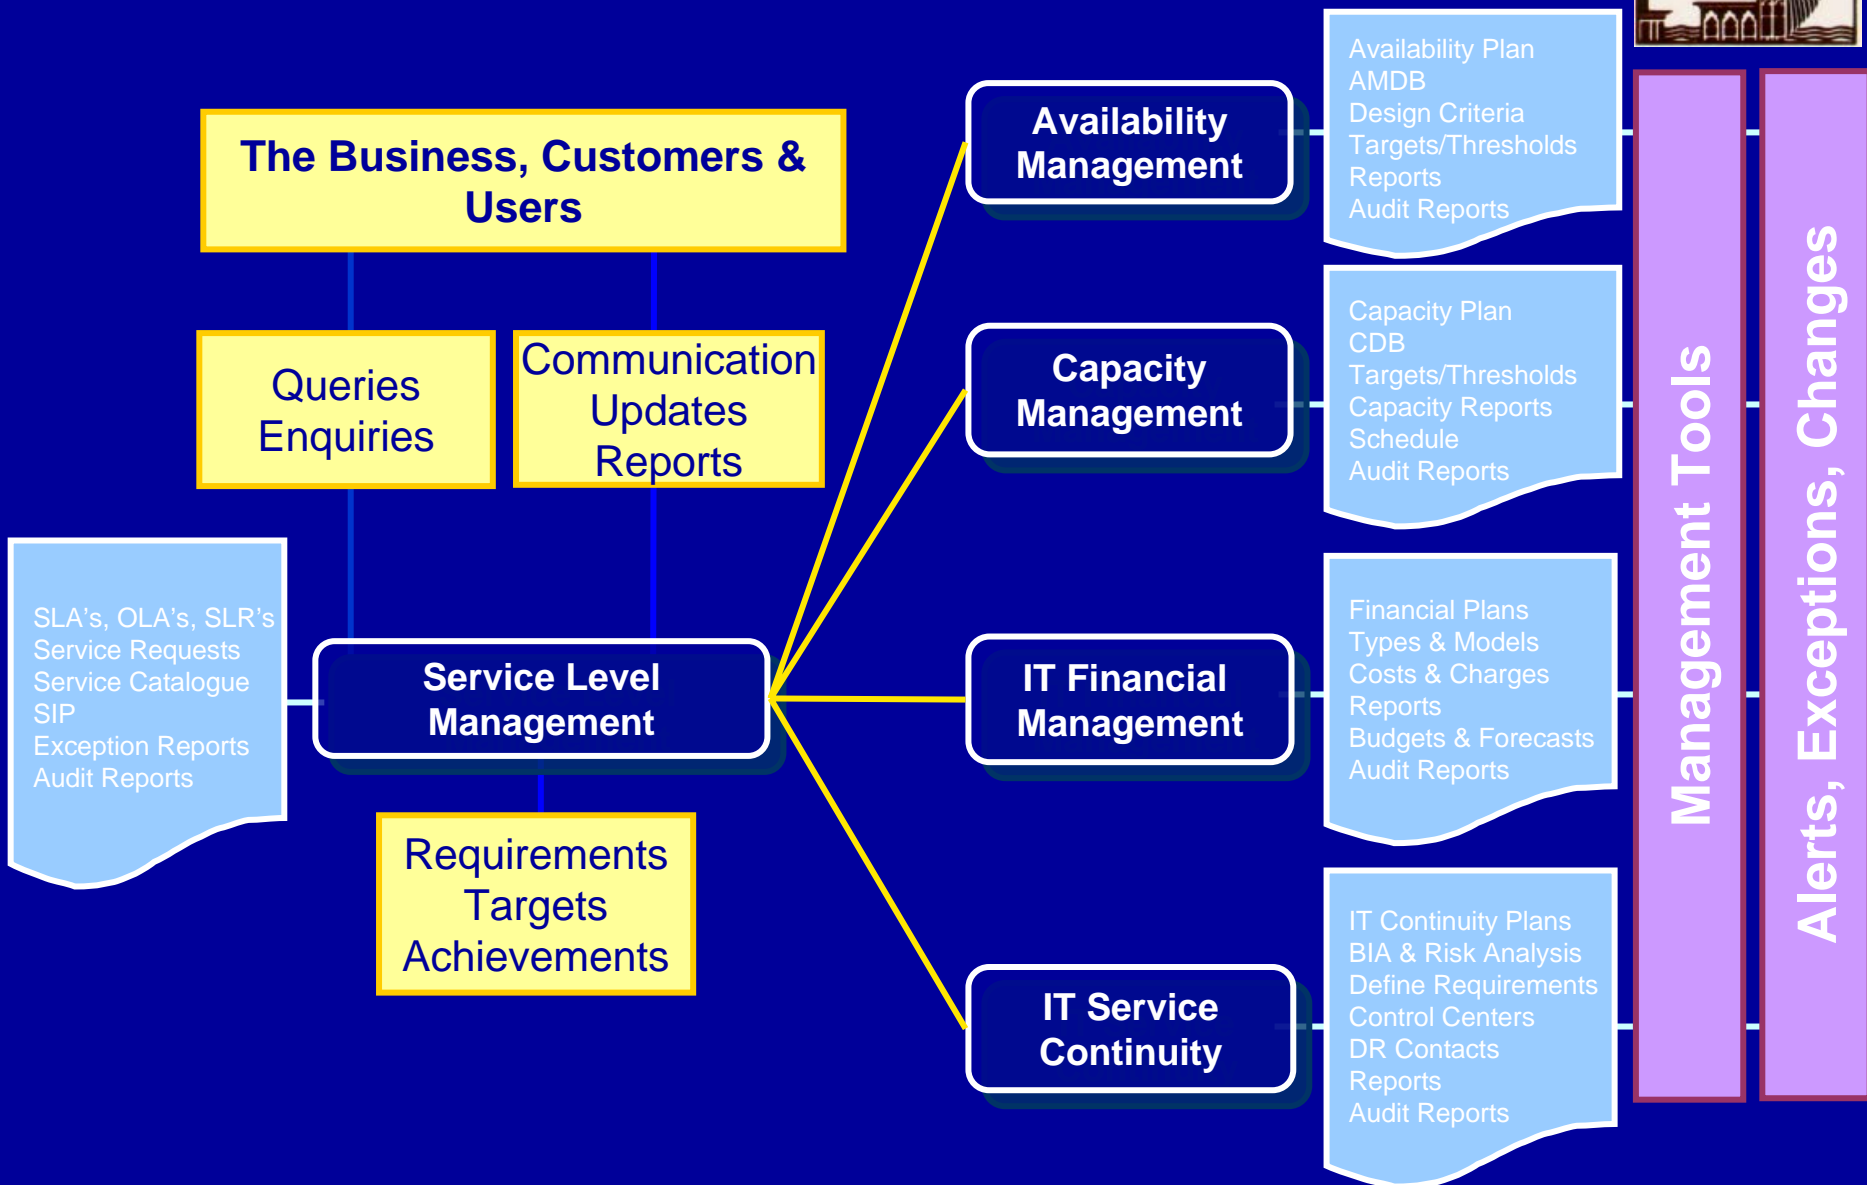 The Business, Customers &
Users
Queries
Enquiries
Communication
Updates
Reports
SLA's, OLA's, SLR's
Service Requests
Service Catalogue
SIP
Exception Reports
Audit Reports
Service Level
Management
Requirements
Targets
Achievements
Availability
Management
Capacity
Management
IT Financial
Management
IT Service
Continuity
Availability Plan
AMDB
Design Criteria
Targets/Thresholds
Reports
Audit Reports
Capacity Plan
CDB
Targets/Thresholds
Capacity Reports
Schedule
Audit Reports
Financial Plans
Types & Models
Costs & Charges
Reports
Budgets & Forecasts
Audit Reports
IT Continuity Plans
BIA & Risk Analysis
Define Requirements
Control Centers
DR Contacts
Reports
Audit Reports
Management Tools
Alerts, Exceptions, Changes